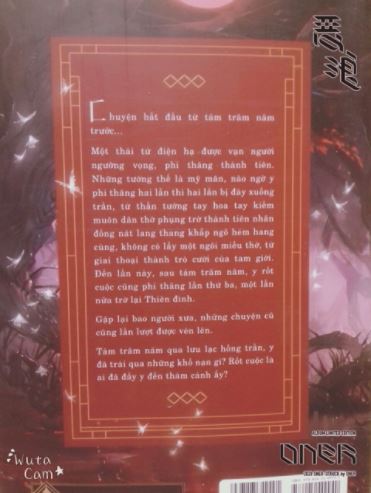 Chuyện bắt đầu từ tám trăm năm
trước...
Một thái tử điện hạ được vạn người
ngưỡng vọng, phi thăng thành tiên.
Những tưởng thế là mỹ mãn, nào ngờ y
phi thăng hai lần thì hai lần bị đày xuống
trần, từ thần tướng tay hoa tay kiếm
muôn dân thờ phụng trở thành tiên nhân
đồng nát lang thang khắp ngõ hẻm hang
cùng, không có lấy một ngôi miếu thờ, từ
giai thoại thành trò cười của tam giới.
Đến lần này, sau tám trăm năm, y rốt
cuộc cũng phi thăng lần thứ ba, một lần
nữa trở lại Thiên đình.
Gặp lại bao người xưa, những chuyện cũ
cũng lần lượt được vén lên.
Tám trăm năm qua lưu lạc hồng trần, y
đã trải qua những khổ nạn gì? Rốt cuộc là
ai đã đẩy y đến thảm cảnh ấy?
Wuta
Cam
ONER